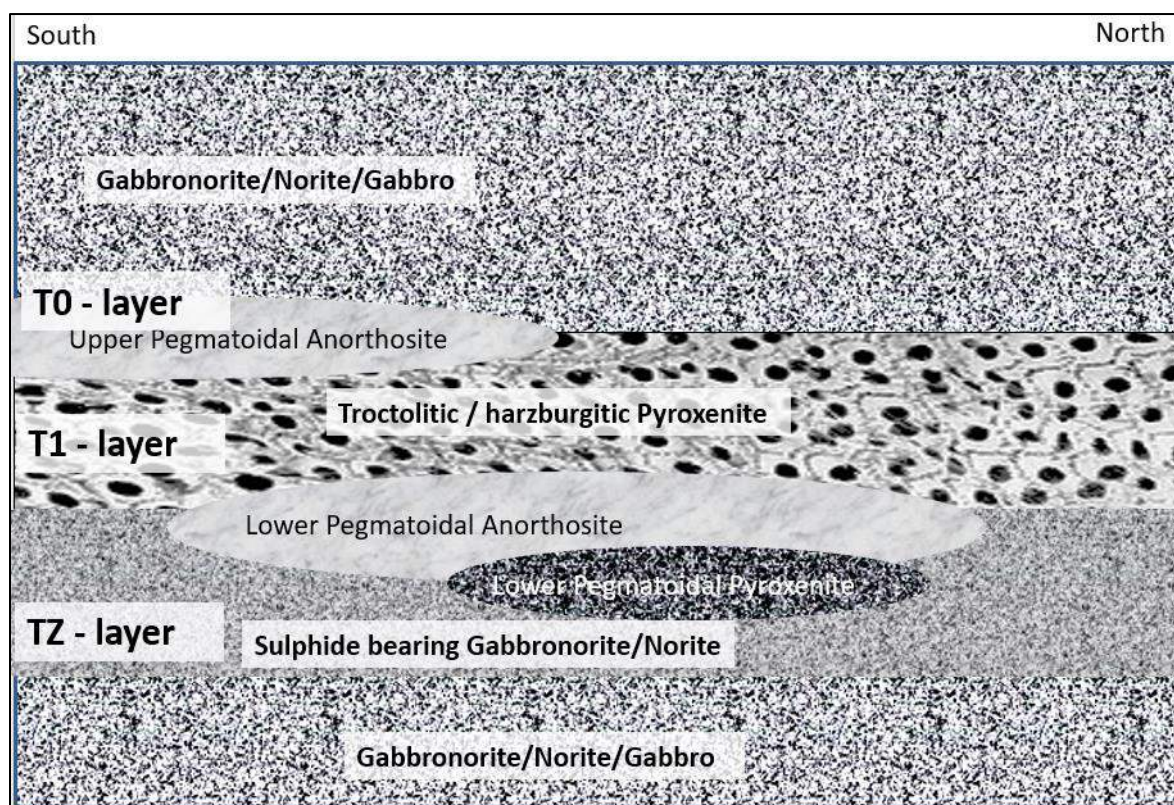 South
North
Gabbronorite/Norite/Gabbro
T0 - layer
Upper Pegmatoidal Anorthosite
Troctolitic / harzburgitic Pyroxenite
T1 - layer
Lower Pegmatoidal Anorthosite
Lower Pegmatoidal Pyroxenite
TZ - layer
Sulphide bearing Gabbronorite/Norite
Gabbronorite/Norite/Gabbro